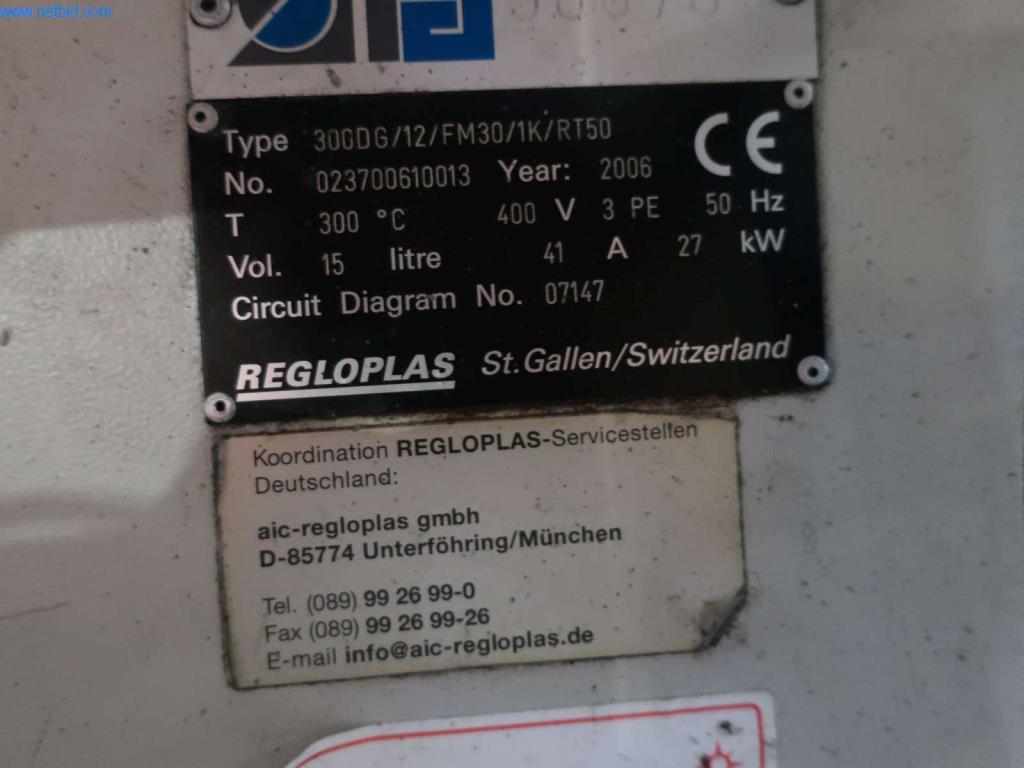 www.netbid.com
Type 300DG/12/FM30/1K/RT50 CE
No. 023700610013 Year: 2006
T 300 °C 400 V 3 PE 50 Hz
Vol. 15 litre 41 A 27 kW
Circuit Diagram No. 07147
REGLOPLAS St. Gallen/Switzerland
Koordination REGLOPLAS-Servicestellen
Deutschland:
aic-regloplas gmbh
D-85774 Unterföhring/München
Tel. (089) 99 26 99-0
Fax (089) 99 26 99-26
E-mail info@aic-regloplas.de